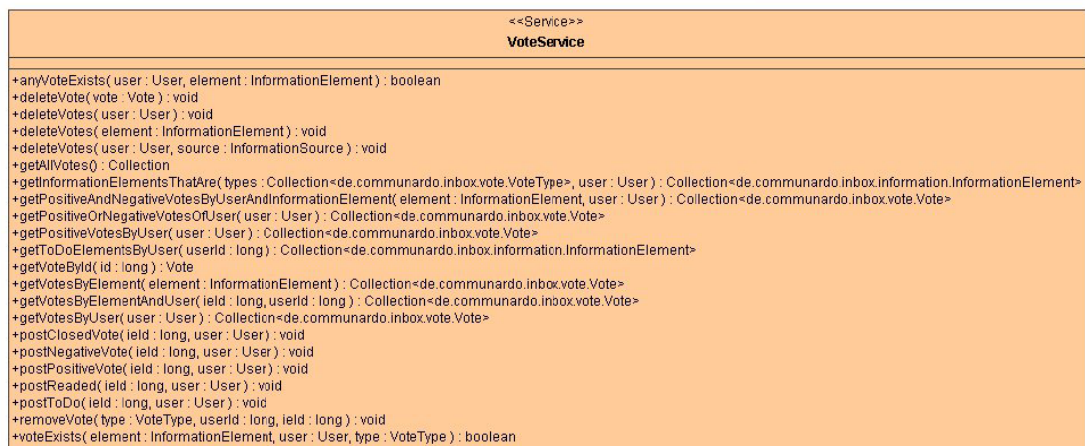 <<Service>>
VoteService
+anyVoteExists( user : User, element : InformationElement ) : boolean
+deleteVote( vote : Vote ) : void
+deleteVotes( user : User ) : void
+deleteVotes( element : InformationElement ) : void
+deleteVotes( user : User, source : InformationSource ) : void
+getAllVotes() : Collection
+getInformationElementsThatAre( types : Collection<de.communardo.inbox.vote.VoteType>, user : User ) : Collection<de.communardo.inbox.information.InformationElement>
+getPositiveAndNegativeVotesByUserAndInformationElement( element : InformationElement, user : User ) : Collection<de.communardo.inbox.vote.Vote>
+getPositiveOrNegativeVotesOfUser( user : User ) : Collection<de.communardo.inbox.vote.Vote>
+getPositiveVotesByUser( user : User ) : Collection<de.communardo.inbox.vote.Vote>
+getToDoElementsByUser( userId : long ) : Collection<de.communardo.inbox.information.InformationElement>
+getVoteById( id : long ) : Vote
+getVotesByElement( element : InformationElement ) : Collection<de.communardo.inbox.vote.Vote>
+getVotesByElementAndUser( ieId : long, userId : long ) : Collection<de.communardo.inbox.vote.Vote>
+getVotesByUser( user : User ) : Collection<de.communardo.inbox.vote.Vote>
+postClosedVote( ieId : long, user : User ) : void
+postNegativeVote( ieId : long, user : User ) : void
+postPositiveVote( ieId : long, user : User ) : void
+postReaded( ieId : long, user : User ) : void
+postToDo( ieId : long, user : User ) : void
+removeVote( type : VoteType, userId : long, ieId : long ) : void
+voteExists( element : InformationElement, user : User, type : VoteType ) : boolean